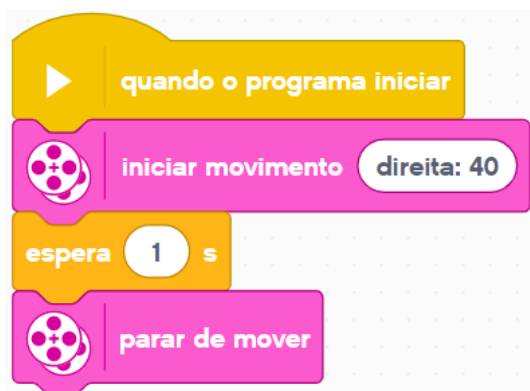 quando o programa iniciar
iniciar movimento direita: 40
espera 1 s
parar de mover